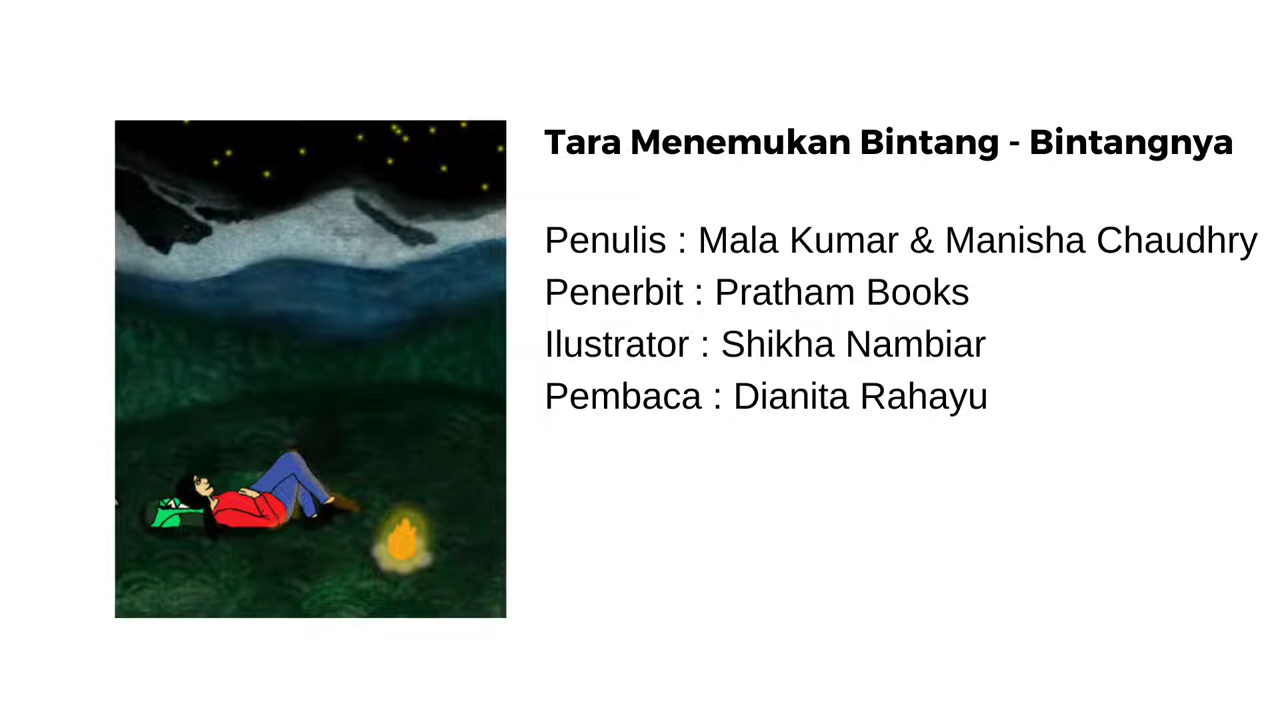 Tara Menemukan Bintang - Bintangnya
Penulis : Mala Kumar & Manisha Chaudhry
Penerbit : Pratham Books
Ilustrator : Shikha Nambiar
Pembaca : Dianita Rahayu